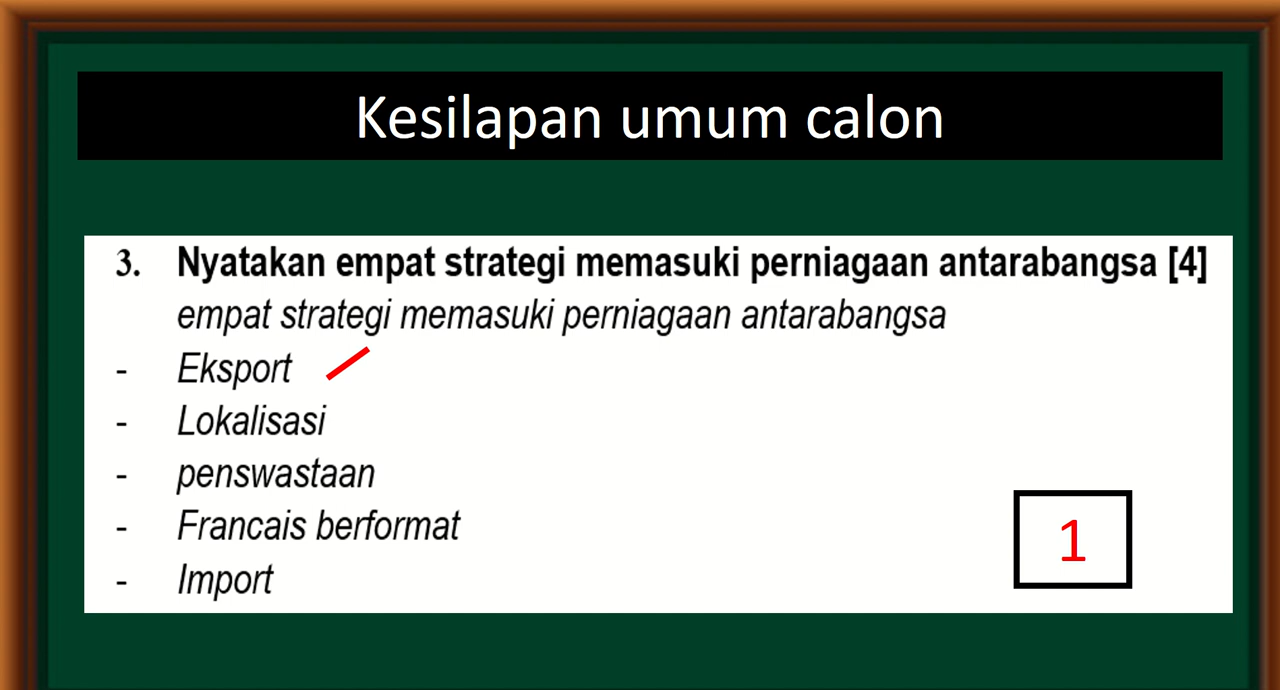 Kesilapan umum calon
3. Nyatakan empat strategi memasuki perniagaan antarabangsa [4]
empat strategi memasuki perniagaan antarabangsa
- Eksport
- Lokalisasi
- penswastaan
- Francais berformat
- Import
1